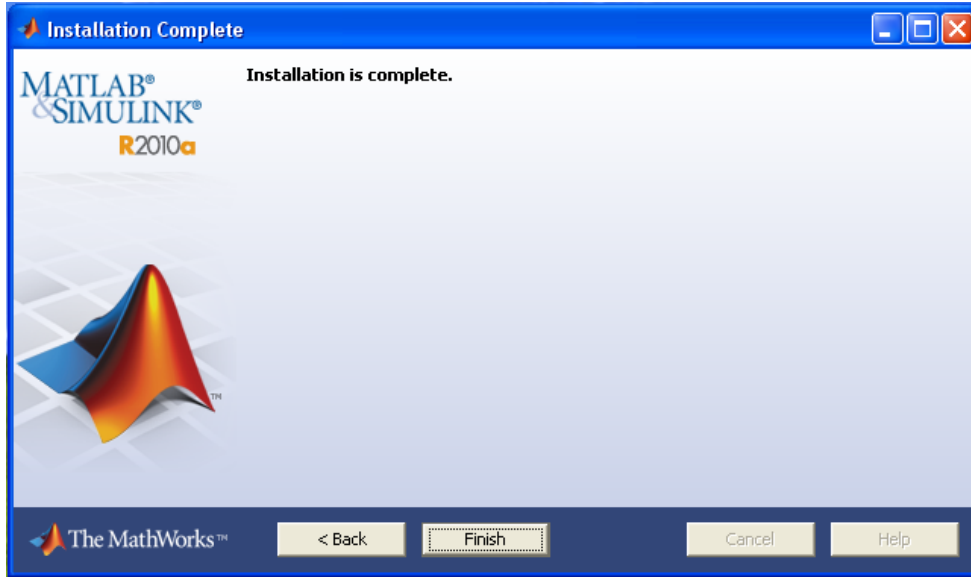 Installation Complete
MATLAB®
&SIMULINK®
R2010a
Installation is complete.
TM
The MathWorks™
< Back
Finish
Cancel
Help